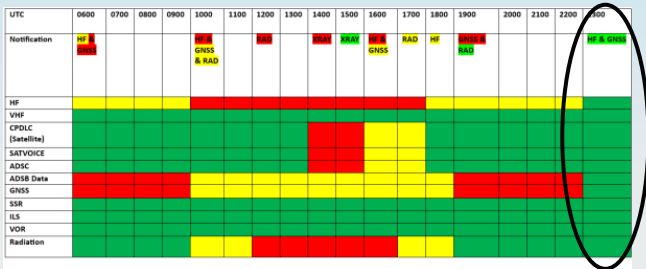 UTC 0600 0700 0800 0900 1000 1100 1200 1300 1400 1500 1600 1700 1800 1900 2000 2100 2200 2300
Notification HF & GNSS HF & GNSS & RAD RAD XRAY XRAY HF & GNSS RAD HF GNSS & RAD HF & GNSS
HF
VHF
CPDLC
(Satellite)
SATVOICE
ADSC
ADSB Data
GNSS
SSR
ILS
VOR
Radiation